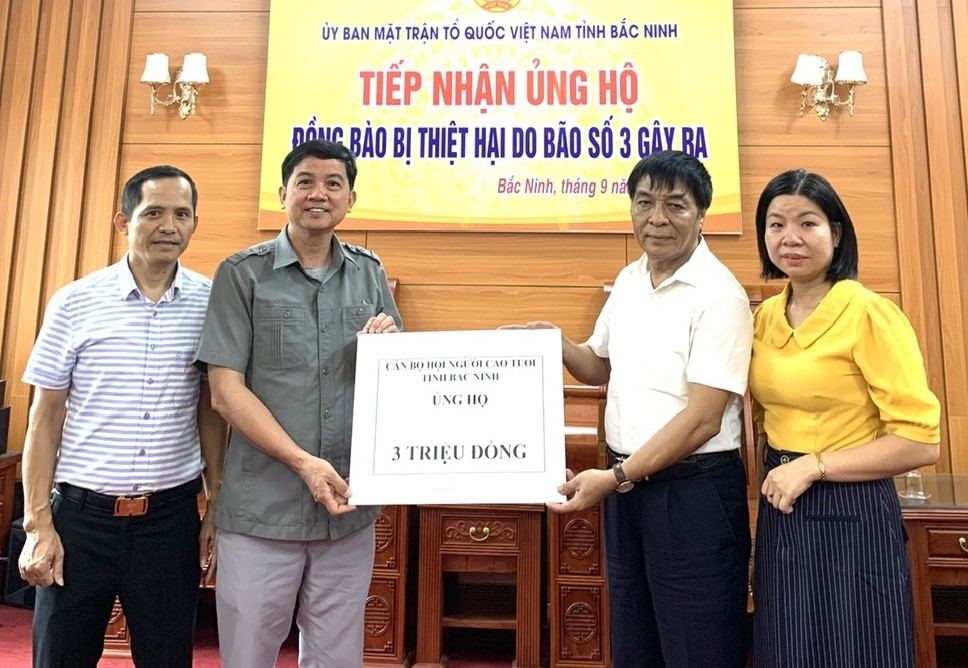 ỦY BAN MẶT TRẬN TỔ QUỐC VIỆT NAM TỈNH BẮC NINH
TIẾP NHẬN ỦNG HỘ
ĐỒNG BÀO BỊ THIỆT HẠI DO BÃO SỐ 3 GÂY RA
Bắc Ninh, tháng 9
CÁN BỘ HỘI NGƯỜI CAO TUỔI
TỈNH BẮC NINH
ỦNG HỘ
3 TRIỆU ĐỒNG